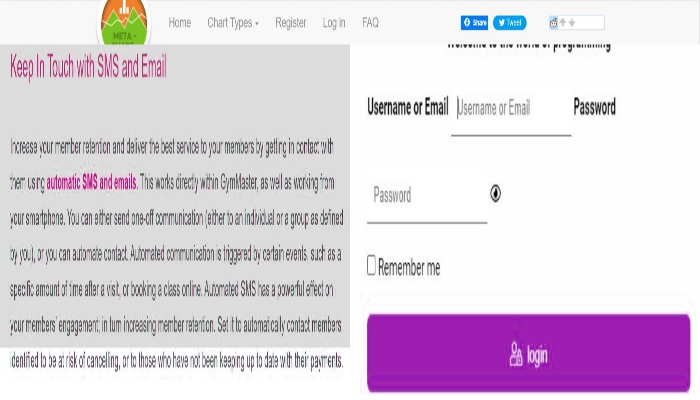 META -
Home Chart Types Register Log in FAQ
Share Tweet
Keep In Touch with SMS and Email
Increase your member retention and deliver the best service to your members by getting in contact with
them using automatic SMS and emails. This works directly within GymMaster, as well as working from
your smartphone. You can either send one-off communication (either to an individual or a group as defined
by you), or you can automate contact. Automated communication is triggered by certain events, such as a
specific amount of time after a visit, or booking a class online. Automated SMS has a powerful effect on
your members' engagement, in turn increasing member retention. Set it to automatically contact members
identified to be at risk of cancelling, or to those who have not been keeping up to date with their payments.
Welcome to the world of programming
Username or Email Username or Email Password
Password
Remember me
login